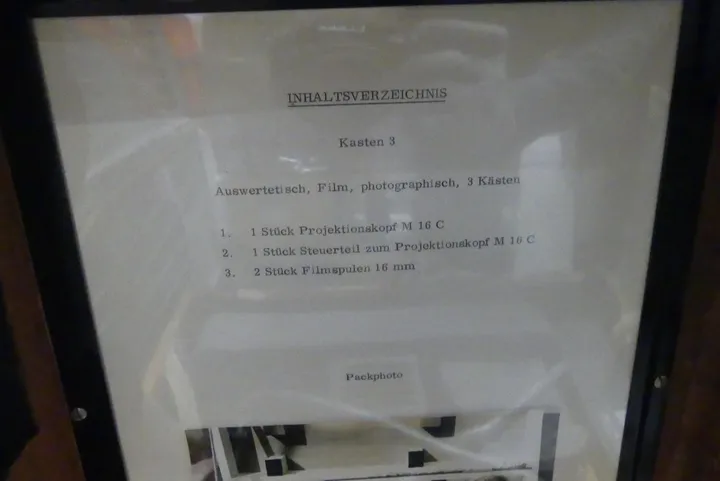 INHALTSVERZEICHNIS
Kasten 3
Auswertetisch, Film, photographisch, 3 Kästen
1. 1 Stück Projektionskopf M 16 C
2. 1 Stück Steuerteil zum Projektionskopf M 16 C
3. 2 Stück Filmspulen 16 mm
Packphoto